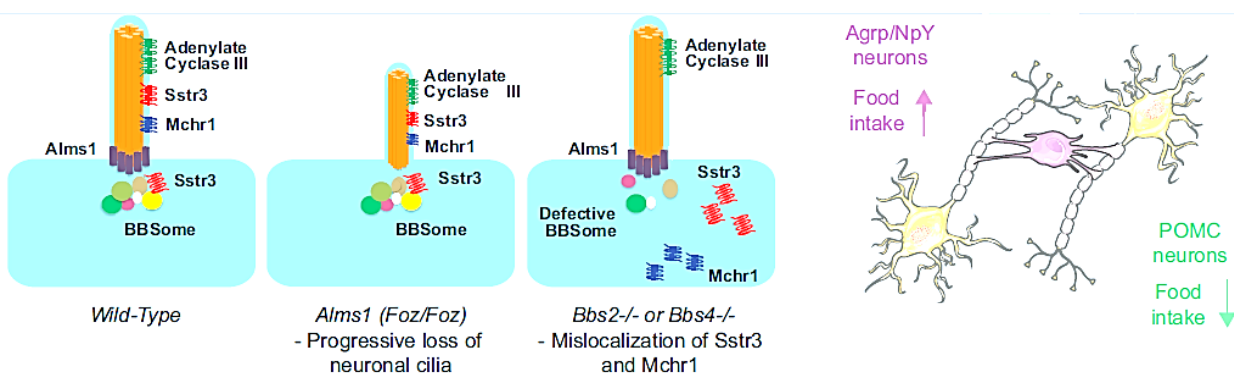 Adenylate
Cyclase III
Sstr3
Mchr1
Alms1
Sstr3
BBSome
Wild-Type
Adenylate
Cyclase III
Sstr3
Mchr1
Sstr3
BBSome
Alms1 (Foz/Foz)
- Progressive loss of
neuronal cilia
Adenylate
Cyclase III
Alms1
Sstr3
Defective
BBSome
Mchr1
Bbs2-/- or Bbs4-/-
- Mislocalization of Sstr3
and Mchr1
Agrp/NpY
neurons
Food
intake
POMC
neurons
Food
intake